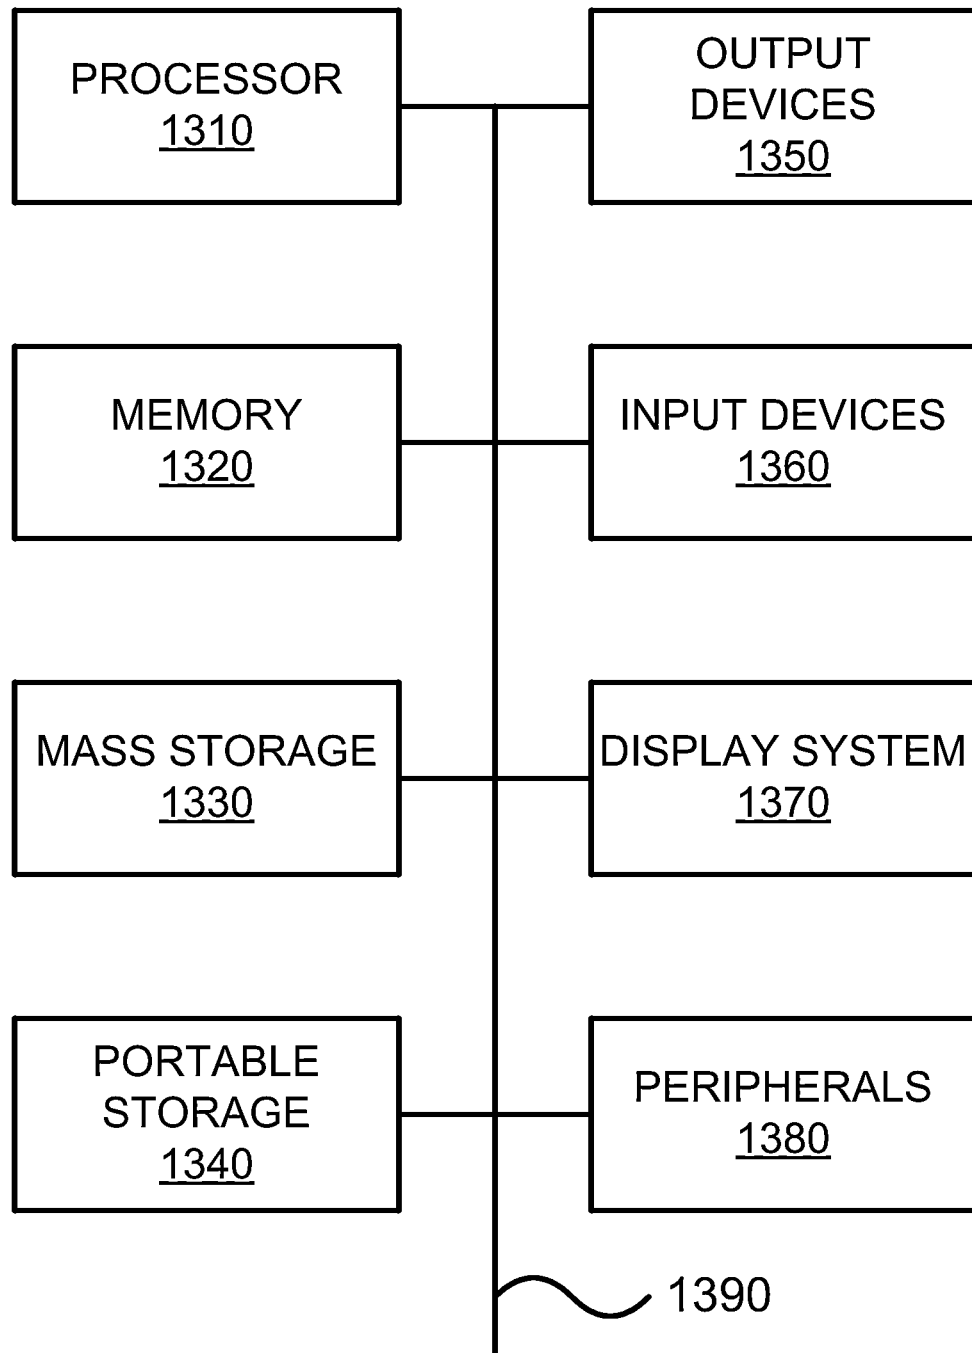 PROCESSOR
1310
OUTPUT
DEVICES
1350
MEMORY
1320
INPUT DEVICES
1360
MASS STORAGE
1330
DISPLAY SYSTEM
1370
PORTABLE
STORAGE
1340
PERIPHERALS
1380
1390